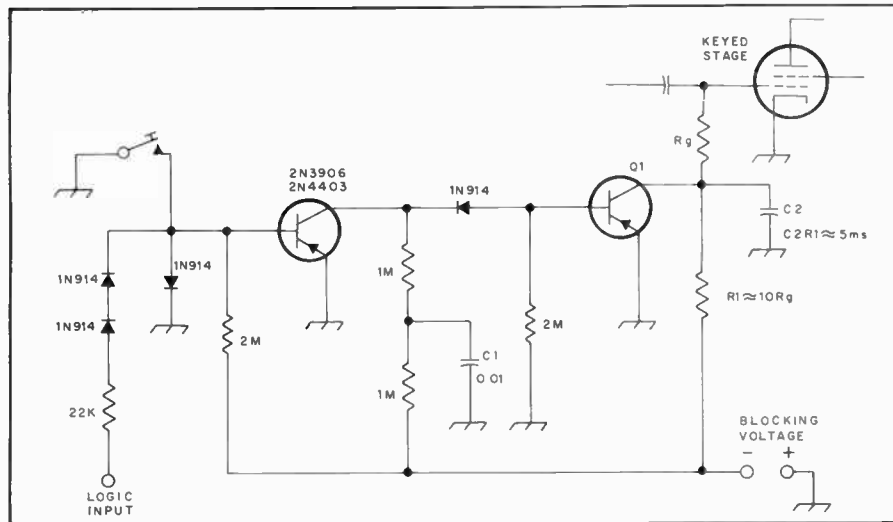 KEYED
STAGE
Rg
2N3906
2N4403
1N914
Q1
C2
C2R1≈5ms
1N914
1N914
1N914
2M
1M
1M
C1
0.01
2M
R1≈10Rg
22K
BLOCKING
VOLTAGE
- +
LOGIC
INPUT